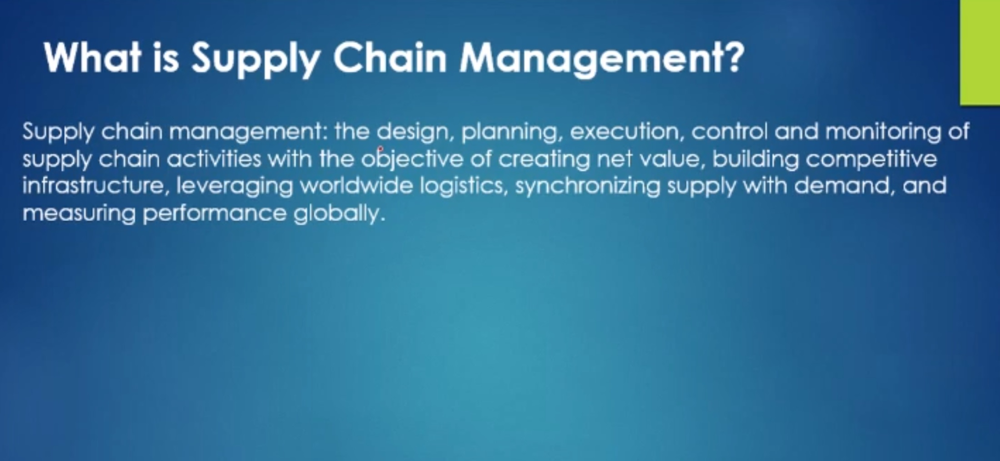 What is Supply Chain Management?
Supply chain management: the design, planning, execution, control and monitoring of
supply chain activities with the objective of creating net value, building competitive
infrastructure, leveraging worldwide logistics, synchronizing supply with demand, and
measuring performance globally.